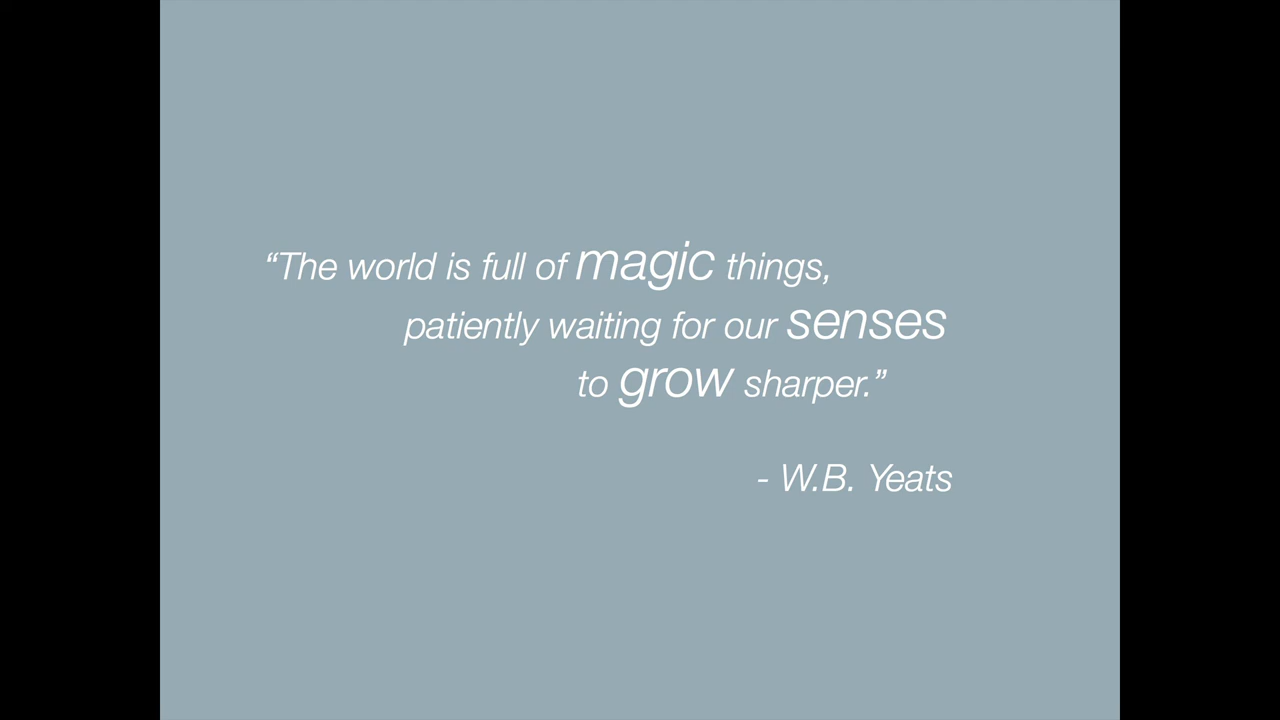 “The world is full of magic things,
patiently waiting for our senses
to grow sharper.”
- W.B. Yeats